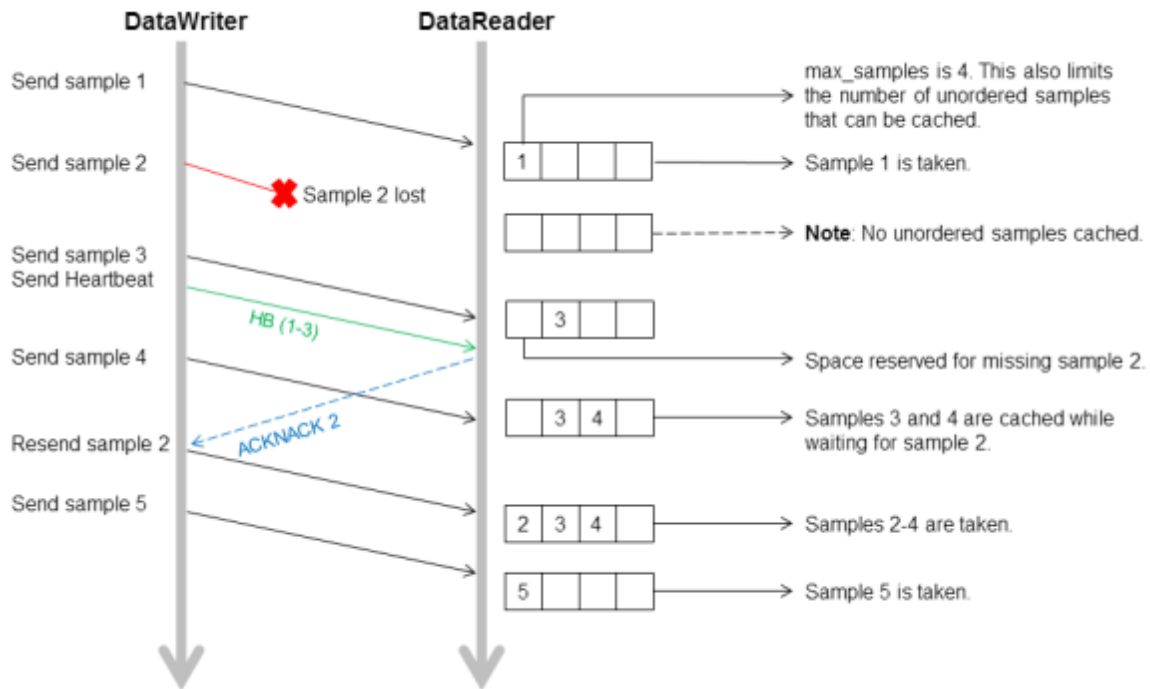 DataWriter
DataReader
Send sample 1
max_samples is 4. This also limits
the number of unordered samples
that can be cached.
1
Sample 1 is taken.
Send sample 2
Sample 2 lost
Note: No unordered samples cached.
Send sample 3
Send Heartbeat
HB (1-3)
3
Space reserved for missing sample 2.
Send sample 4
3 4
Samples 3 and 4 are cached while
waiting for sample 2.
ACKNACK 2
Resend sample 2
Send sample 5
2 3 4
Samples 2-4 are taken.
5
Sample 5 is taken.